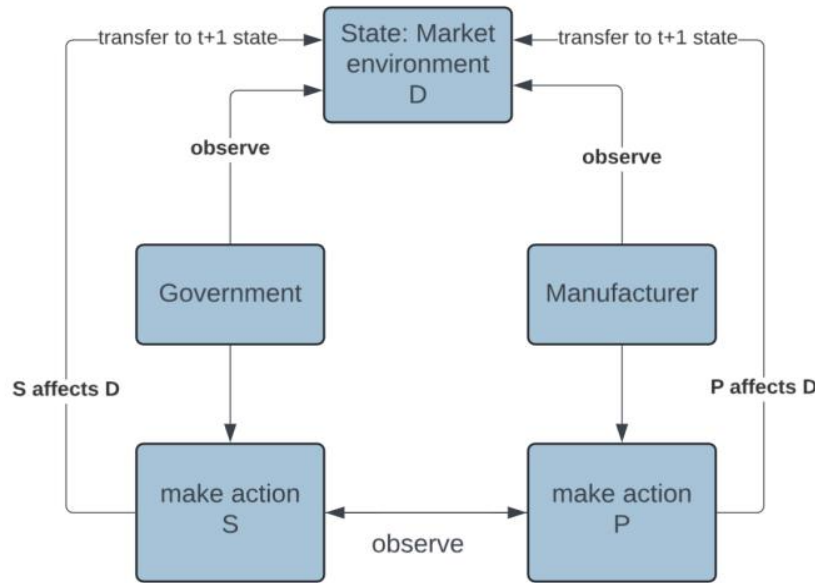 transfer to t+1 state
State: Market
environment
D
transfer to t+1 state
observe
observe
Government
Manufacturer
S affects D
P affects D
make action
S
make action
P
observe